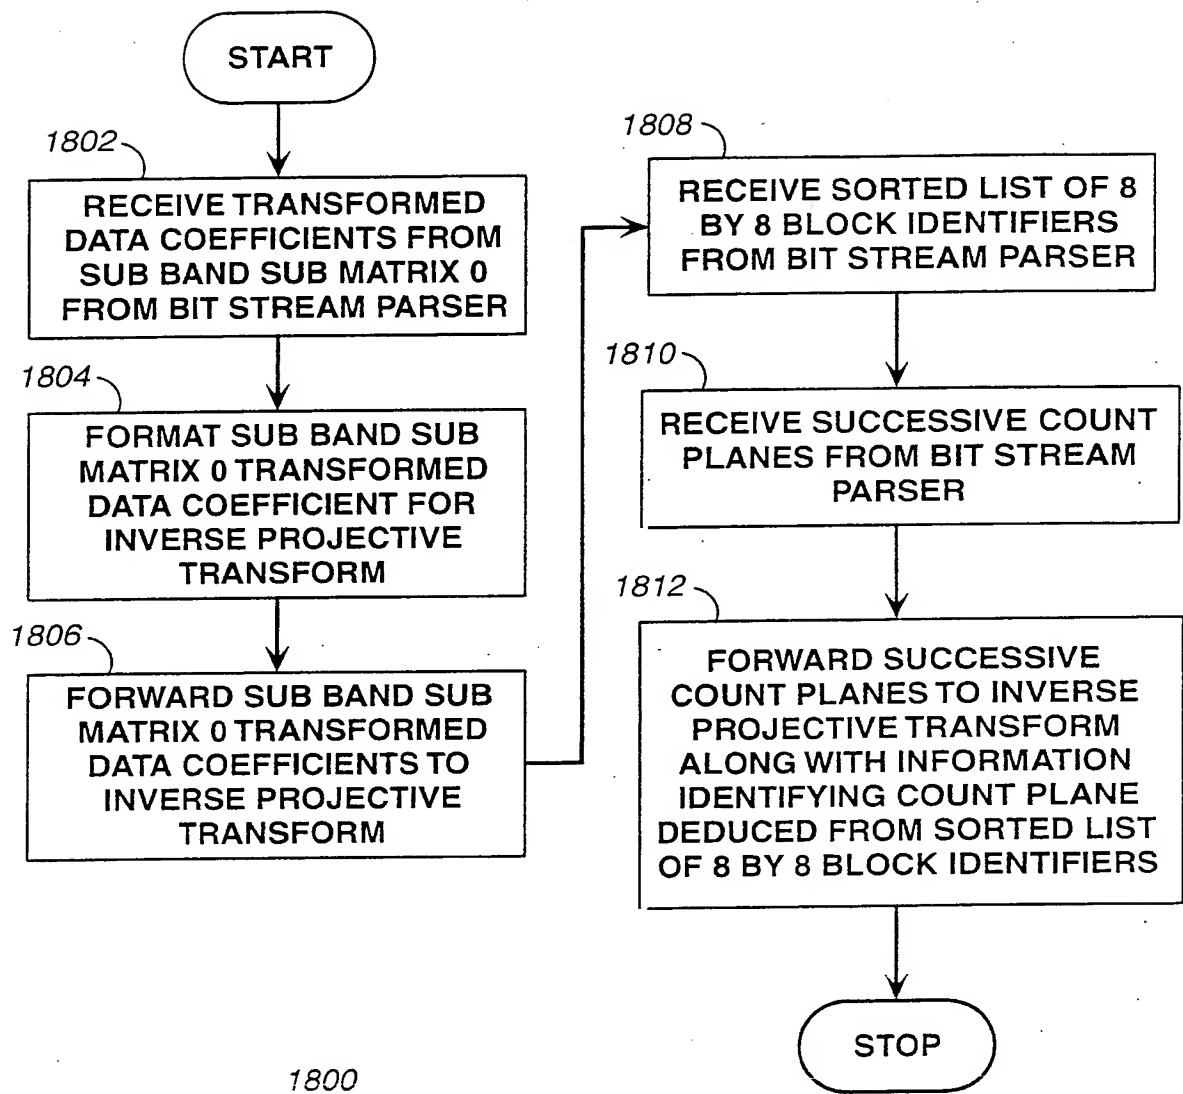 START
1802
RECEIVE TRANSFORMED
DATA COEFFICIENTS FROM
SUB BAND SUB MATRIX 0
FROM BIT STREAM PARSER
1804
FORMAT SUB BAND SUB
MATRIX 0 TRANSFORMED
DATA COEFFICIENT FOR
INVERSE PROJECTIVE
TRANSFORM
1806
FORWARD SUB BAND SUB
MATRIX 0 TRANSFORMED
DATA COEFFICIENTS TO
INVERSE PROJECTIVE
TRANSFORM
1808
RECEIVE SORTED LIST OF 8
BY 8 BLOCK IDENTIFIERS
FROM BIT STREAM PARSER
1810
RECEIVE SUCCESSIVE COUNT
PLANES FROM BIT STREAM
PARSER
1812
FORWARD SUCCESSIVE
COUNT PLANES TO INVERSE
PROJECTIVE TRANSFORM
ALONG WITH INFORMATION
IDENTIFYING COUNT PLANE
DEDUCED FROM SORTED LIST
OF 8 BY 8 BLOCK IDENTIFIERS
STOP
1800